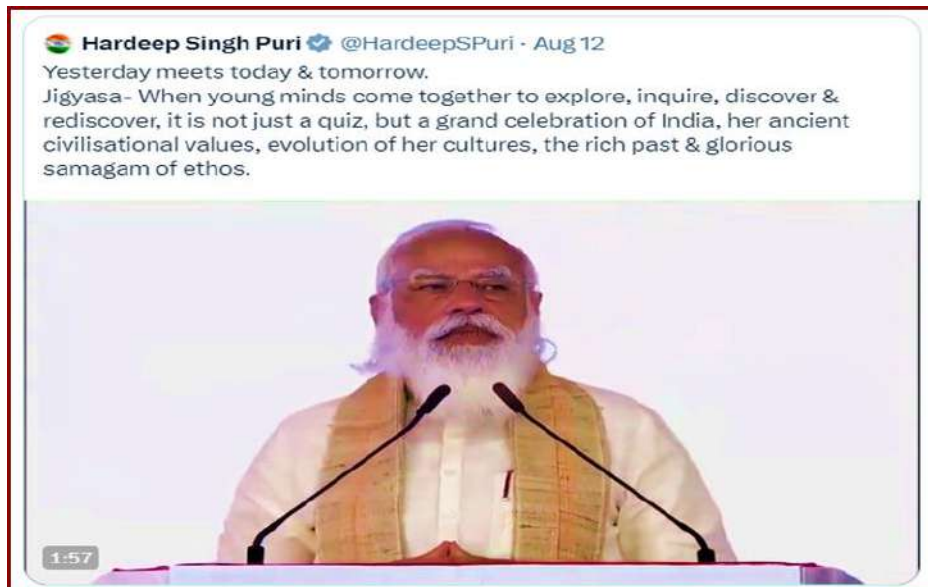 Hardeep Singh Puri @HardeepSPuri · Aug 12
Yesterday meets today & tomorrow.
Jigyasa- When young minds come together to explore, inquire, discover &
rediscover, it is not just a quiz, but a grand celebration of India, her ancient
civilisational values, evolution of her cultures, the rich past & glorious
samagam of ethos.
1:57